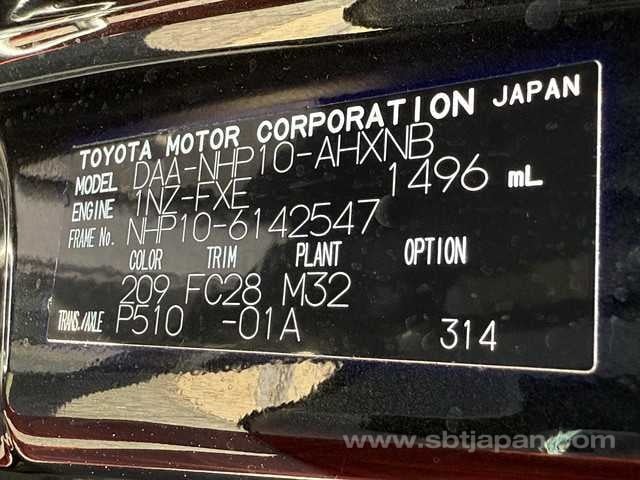 TOYOTA MOTOR CORPORATION JAPAN
MODEL DAA-NHP10-AHXNB
ENGINE 1NZ-FXE 1496 mL
FRAME No. NHP10-6142547
COLOR TRIM PLANT OPTION
209 FC28 M32
TRANS./AXLE P510 -01A 314
www.sbtjapan.com